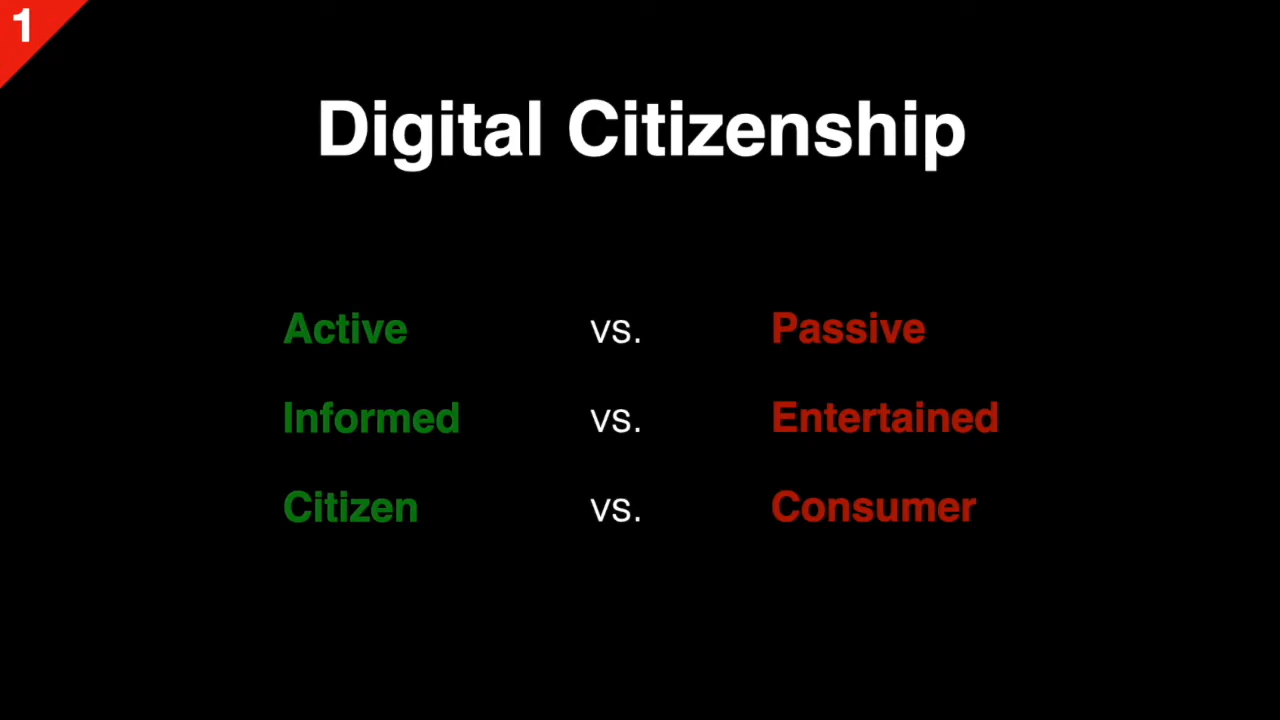 1
Digital Citizenship
Active vs. Passive
Informed vs. Entertained
Citizen vs. Consumer